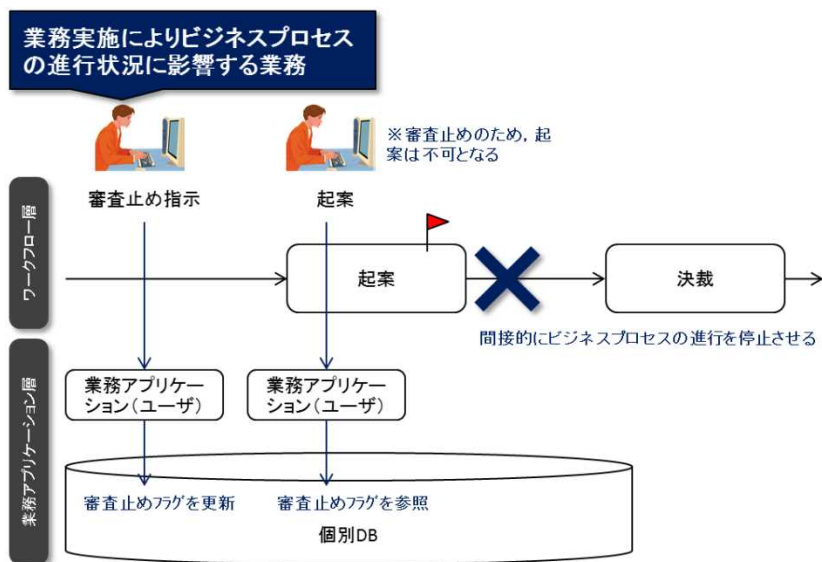 業務実施によりビジネスプロセス
の進行状況に影響する業務
※審査止めのため，起
案は不可となる
審査止め指示
起案
ワークフロー層
起案
決裁
間接的にビジネスプロセスの進行を停止させる
業務アプリケーション層
業務アプリケー
ション（ユーザ）
業務アプリケー
ション（ユーザ）
審査止めフラグを更新
審査止めフラグを参照
個別DB